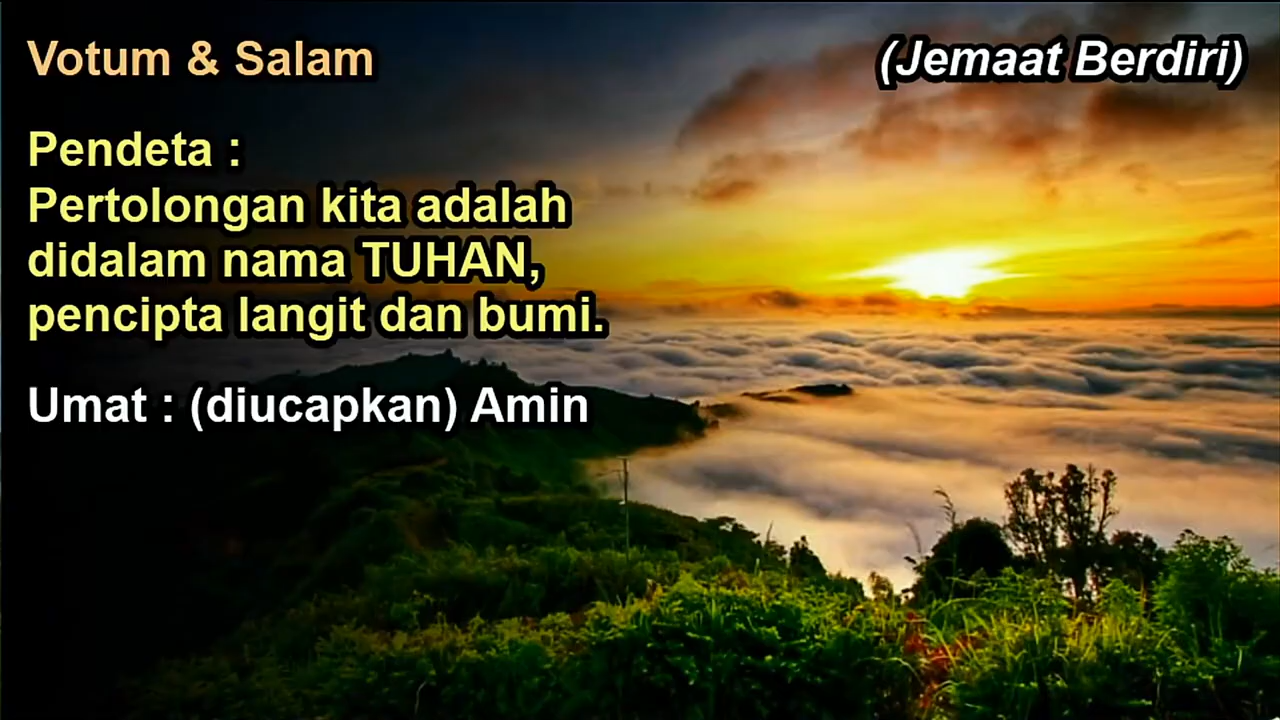 Votum & Salam
(Jemaat Berdiri)
Pendeta :
Pertolongan kita adalah
didalam nama TUHAN,
pencipta langit dan bumi.
Umat : (diucapkan) Amin